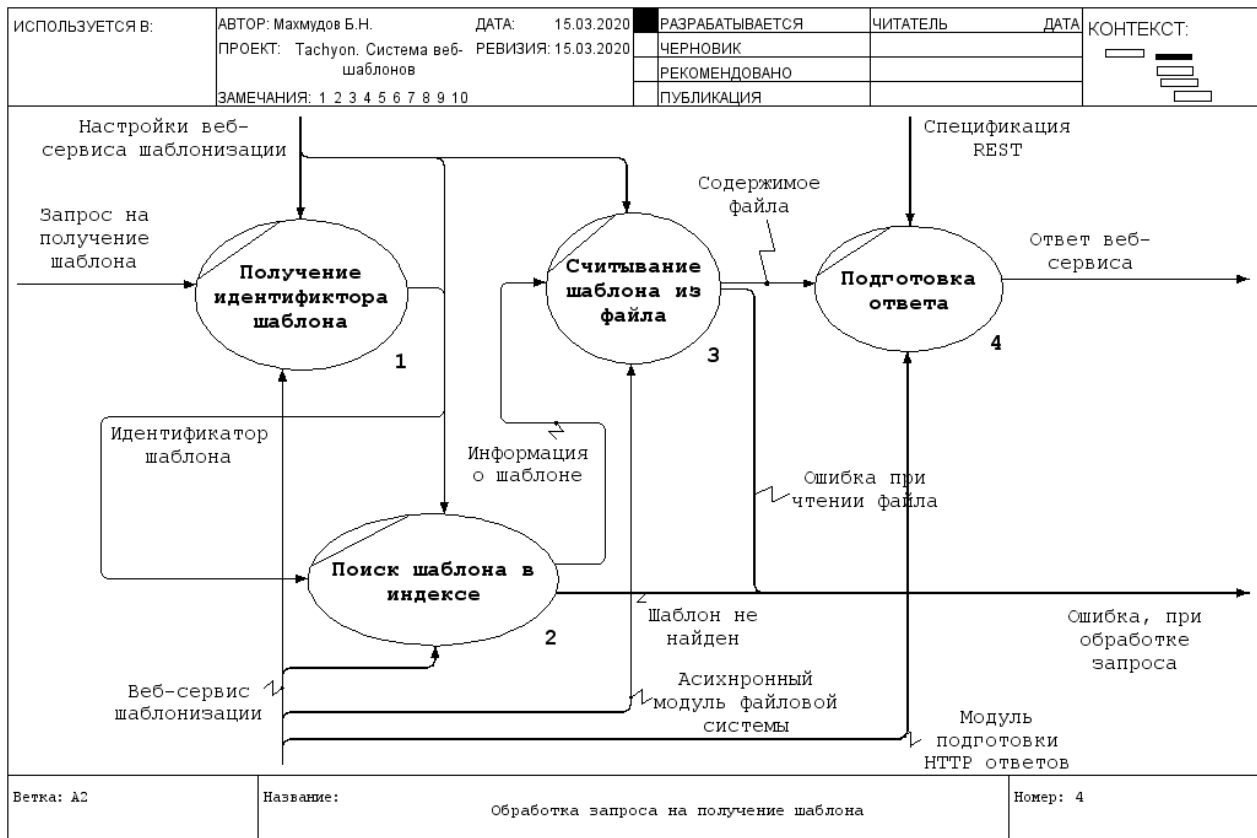 ИСПОЛЬЗУЕТСЯ В:
АВТОР: Махмудов Б.Н.
ДАТА: 15.03.2020
ПРОЕКТ: Tachyon. Система веб-
шаблонов
РЕВИЗИЯ: 15.03.2020
ЗАМЕЧАНИЯ: 1 2 3 4 5 6 7 8 9 10
РАЗРАБАТЫВАЕТСЯ
ЧЕРНОВИК
РЕКОМЕНДОВАНО
ПУБЛИКАЦИЯ
ЧИТАТЕЛЬ
ДАТА
КОНТЕКСТ:
Настройки веб-
сервиса шаблонизации
Спецификация
REST
Запрос на
получение
шаблона
Содержимое
файла
Ответ веб-
сервиса
Получение
идентификтора
шаблона
1
Считывание
шаблона из
файла
3
Подготовка
ответа
4
Идентификатор
шаблона
Информация
о шаблоне
Ошибка при
чтении файла
Поиск шаблона в
индексе
2
Шаблон не
найден
Ошибка, при
обработке
запроса
Веб-сервис
шаблонизации
Асихнронный
модуль файловой
системы
Модуль
подготовки
HTTP ответов
Ветка: A2
Название:
Обработка запроса на получение шаблона
Номер: 4